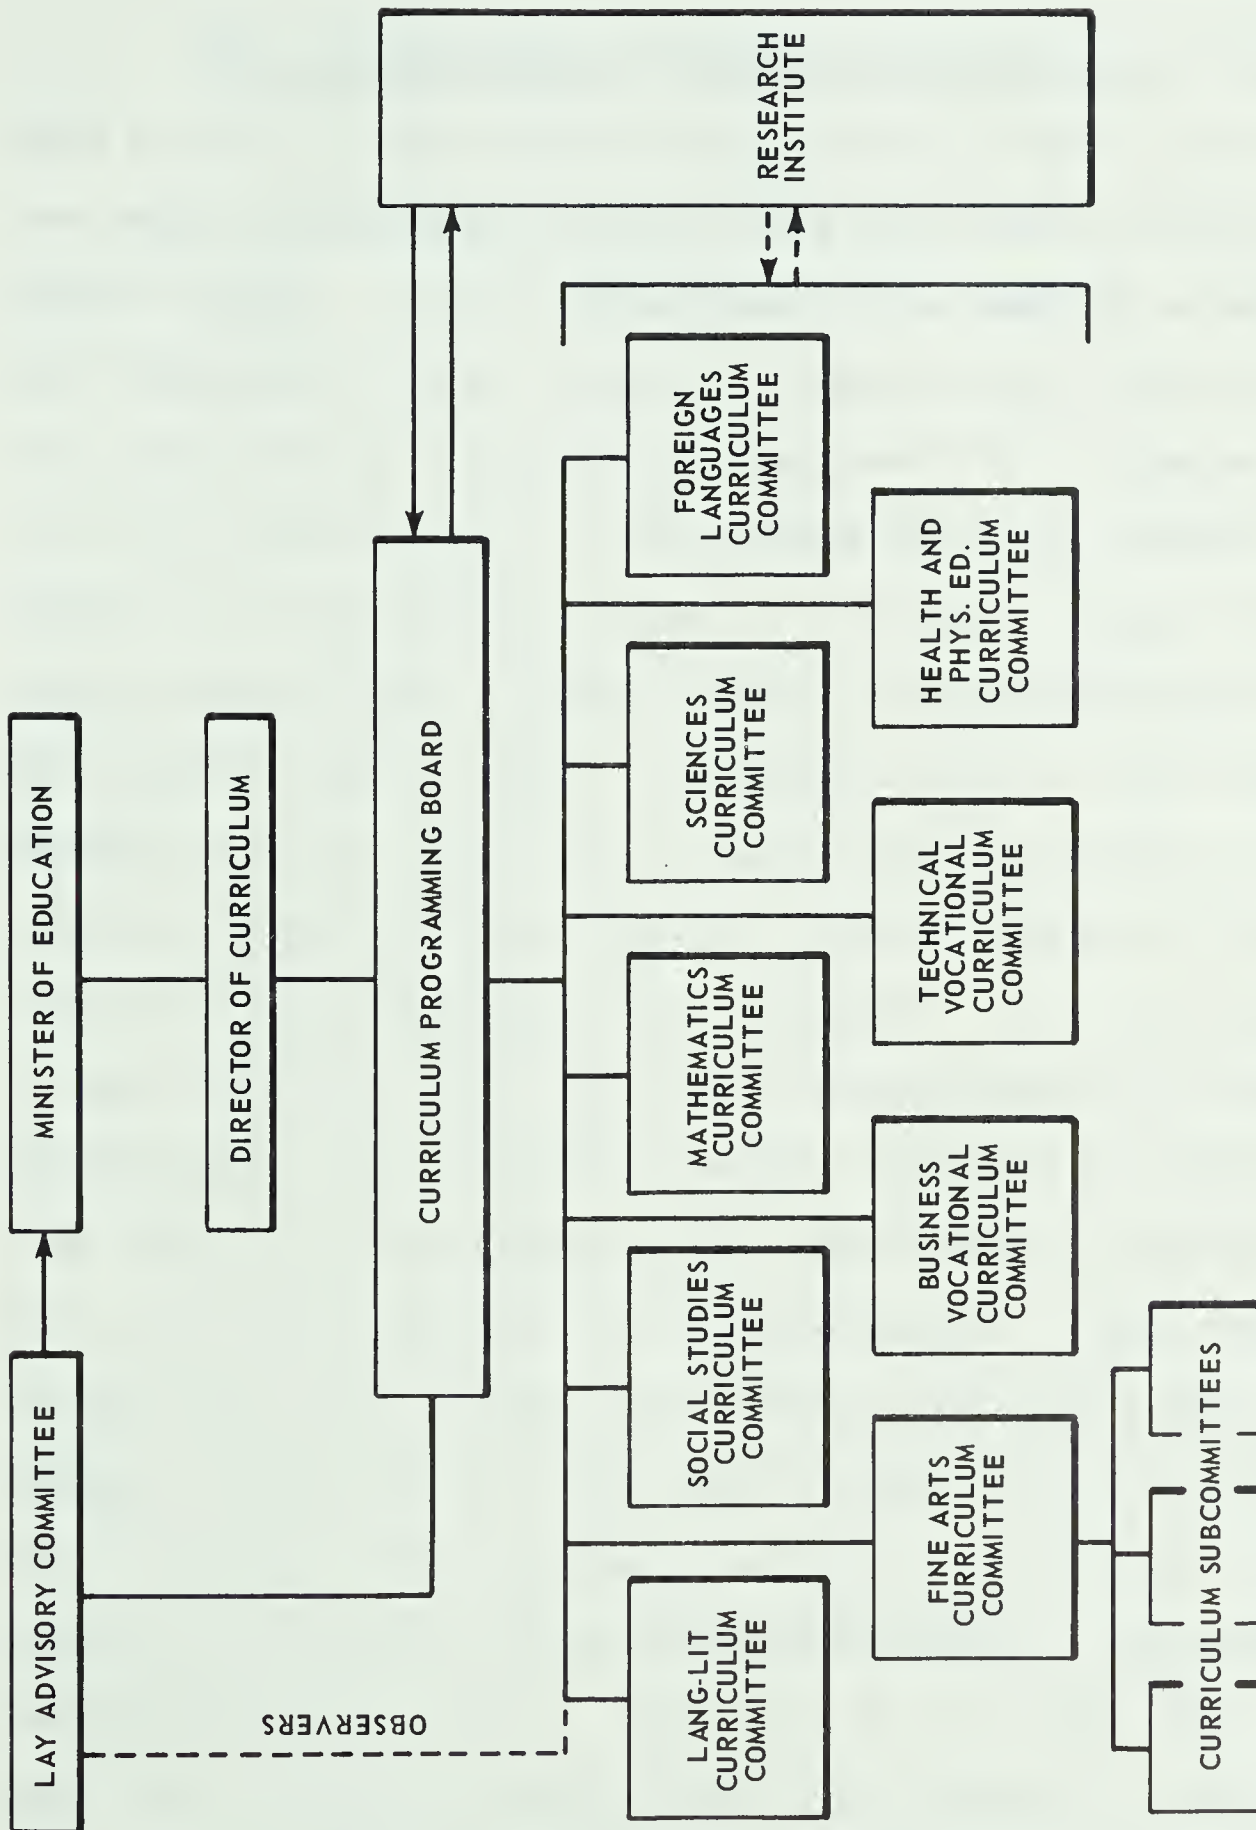 LAY ADVISORY COMMITTEE
MINISTER OF EDUCATION
DIRECTOR OF CURRICULUM
OBSERVERS
CURRICULUM PROGRAMING BOARD
RESEARCH
INSTITUTE
LANG-LIT
CURRICULUM
COMMITTEE
SOCIAL STUDIES
CURRICULUM
COMMITTEE
MATHEMATICS
CURRICULUM
COMMITTEE
SCIENCES
CURRICULUM
COMMITTEE
FOREIGN
LANGUAGES
CURRICULUM
COMMITTEE
FINE ARTS
CURRICULUM
COMMITTEE
BUSINESS
VOCATIONAL
CURRICULUM
COMMITTEE
TECHNICAL
VOCATIONAL
CURRICULUM
COMMITTEE
HEALTH AND
PHYS. ED.
CURRICULUM
COMMITTEE
CURRICULUM SUBCOMMITTEES